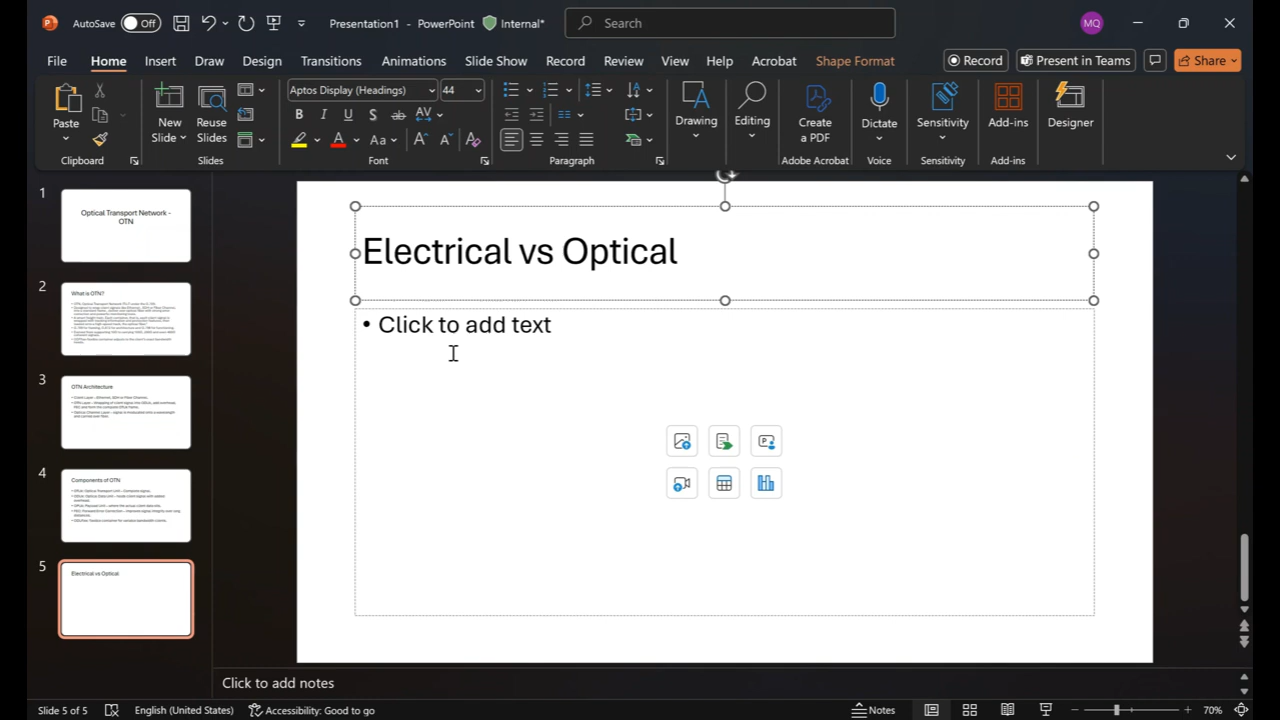 AutoSave Off Presentation1 - PowerPoint Internal* Search MQ
File Home Insert Draw Design Transitions Animations Slide Show Record Review View Help Acrobat Shape Format Record Present in Teams Share
Aptos Display (Headings) 44
Paste New Slide Reuse Slides Drawing Editing Create a PDF Dictate Sensitivity Add-ins Designer
Clipboard Slides Font Paragraph Adobe Acrobat Voice Sensitivity Add-ins
1
Optical Transport Network -
OTN
2
What is OTN?
3
OTN Architecture
4
Components of OTN
5
Electrical vs Optical
Electrical vs Optical
• Click to add text
Click to add notes
Slide 5 of 5 English (United States) Accessibility: Good to go Notes 70%